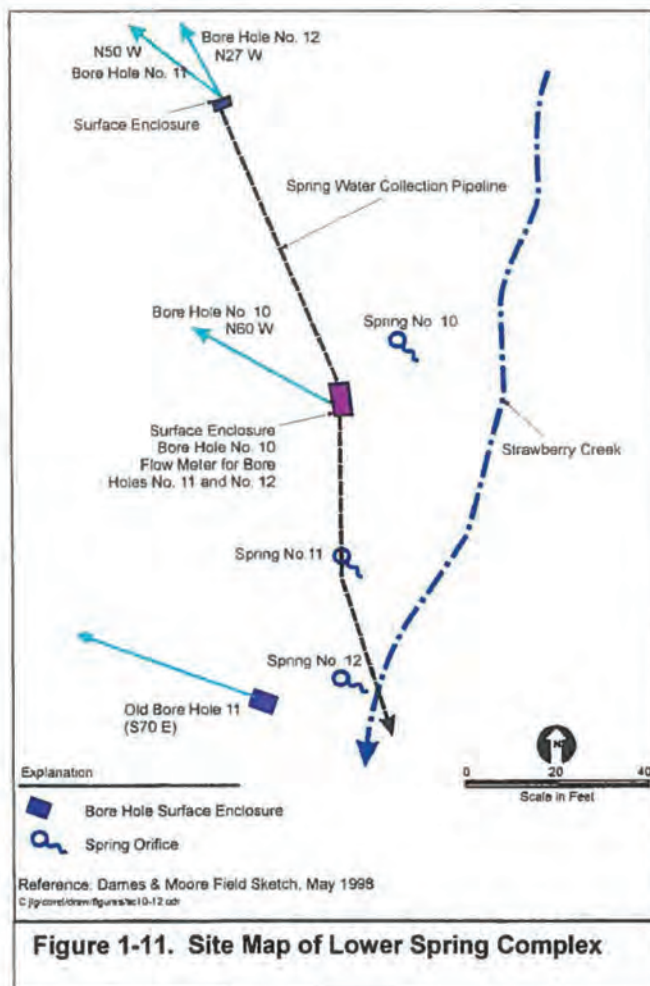 Bore Hole No. 12
N27 W
N50 W
Bore Hole No. 11
Surface Enclosure
Spring Water Collection Pipeline
Bore Hole No. 10
N60 W
Spring No. 10
Surface Enclosure
Bore Hole No. 10
Flow Meter for Bore
Holes No. 11 and No. 12
Strawberry Creek
Spring No.11
Spring No. 12
Old Bore Hole 11
(S70 E)
N
0 20 40
Scale in Feet
Explanation
Bore Hole Surface Enclosure
Spring Orifice
Reference: Dames & Moore Field Sketch, May 1998
Figure 1-11. Site Map of Lower Spring Complex